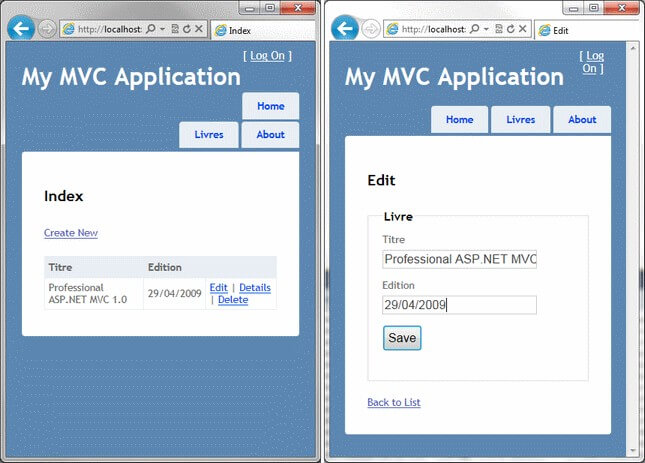 http://localhost:
Index
[ Log On ]
My MVC Application
Home
Livres About
Index
Create New
Titre Edition
Professional
ASP.NET MVC 1.0
29/04/2009
Edit | Details
| Delete
http://localhost:
Edit
[ Log
On ]
My MVC Application
Home Livres About
Edit
Livre
Titre
Professional ASP.NET MVC
Edition
29/04/2009
Save
Back to List